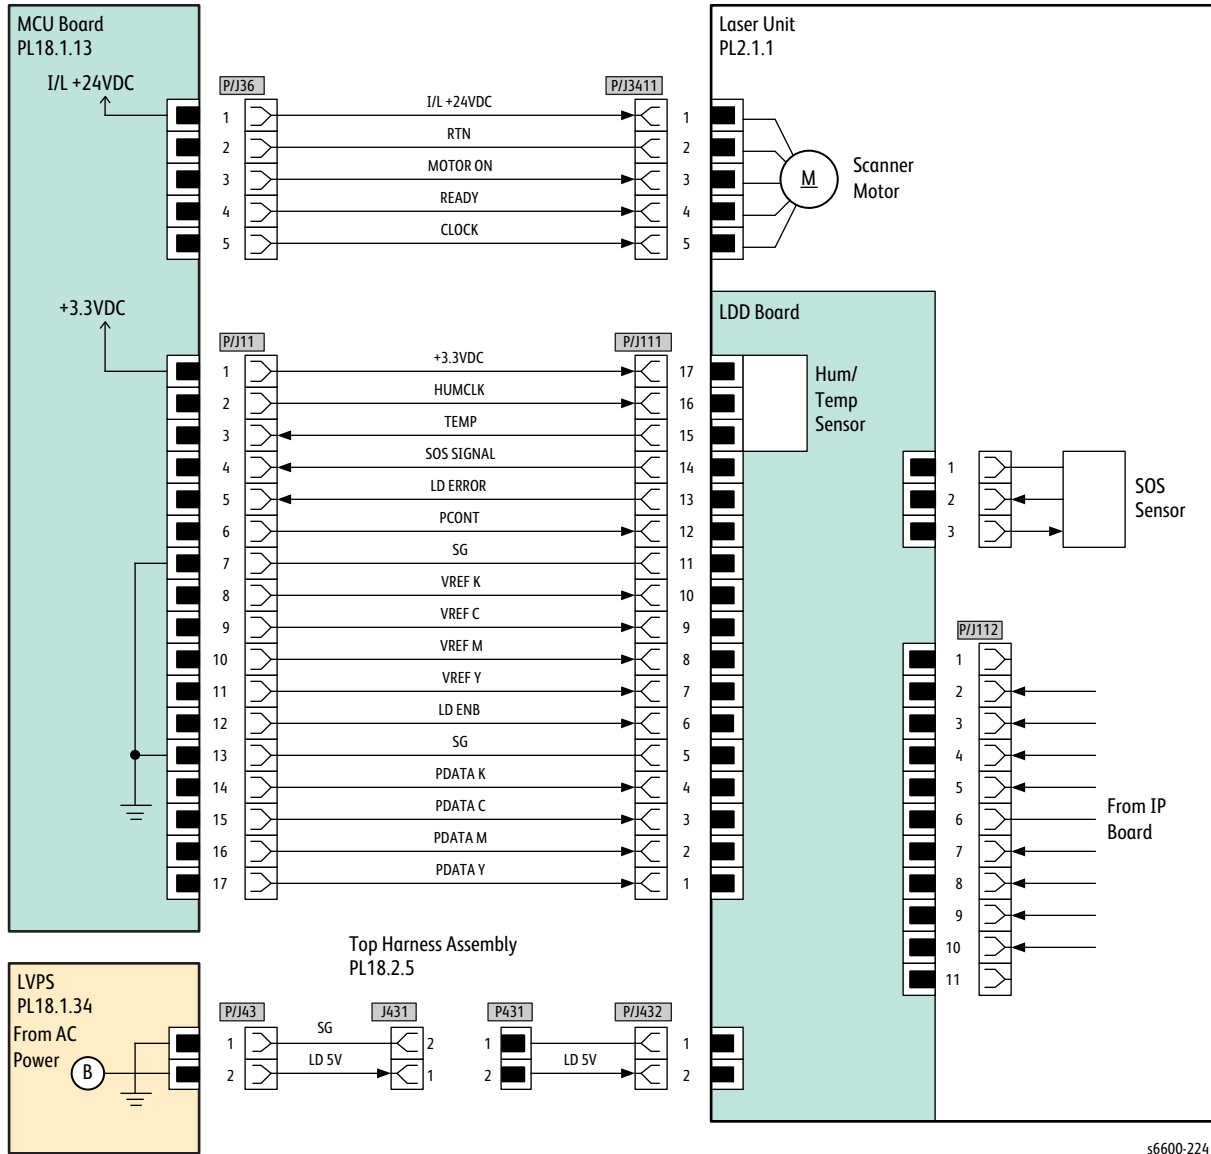 MCU Board
PL18.1.13
I/L +24VDC
P/J36
P/J3411
Laser Unit
PL2.1.1
1 I/L +24VDC 1
2 RTN 2
3 MOTOR ON 3
4 READY 4
5 CLOCK 5
M
Scanner
Motor
+3.3VDC
P/J11
P/J111
LDD Board
1 +3.3VDC 17
2 HUMCLK 16
3 TEMP 15
4 SOS SIGNAL 14
5 LD ERROR 13
6 PCONT 12
7 SG 11
8 VREF K 10
9 VREF C 9
10 VREF M 8
11 VREF Y 7
12 LD ENB 6
13 SG 5
14 PDATA K 4
15 PDATA C 3
16 PDATA M 2
17 PDATA Y 1
Hum/
Temp
Sensor
1
2
3
SOS
Sensor
P/J112
1
2
3
4
5
6
7
8
9
10
11
From IP
Board
Top Harness Assembly
PL18.2.5
LVPS
PL18.1.34
From AC
Power
B
P/J43
J431
P431
P/J432
1 SG 2
2 LD 5V 1
1 1
2 LD 5V 2
s6600-224